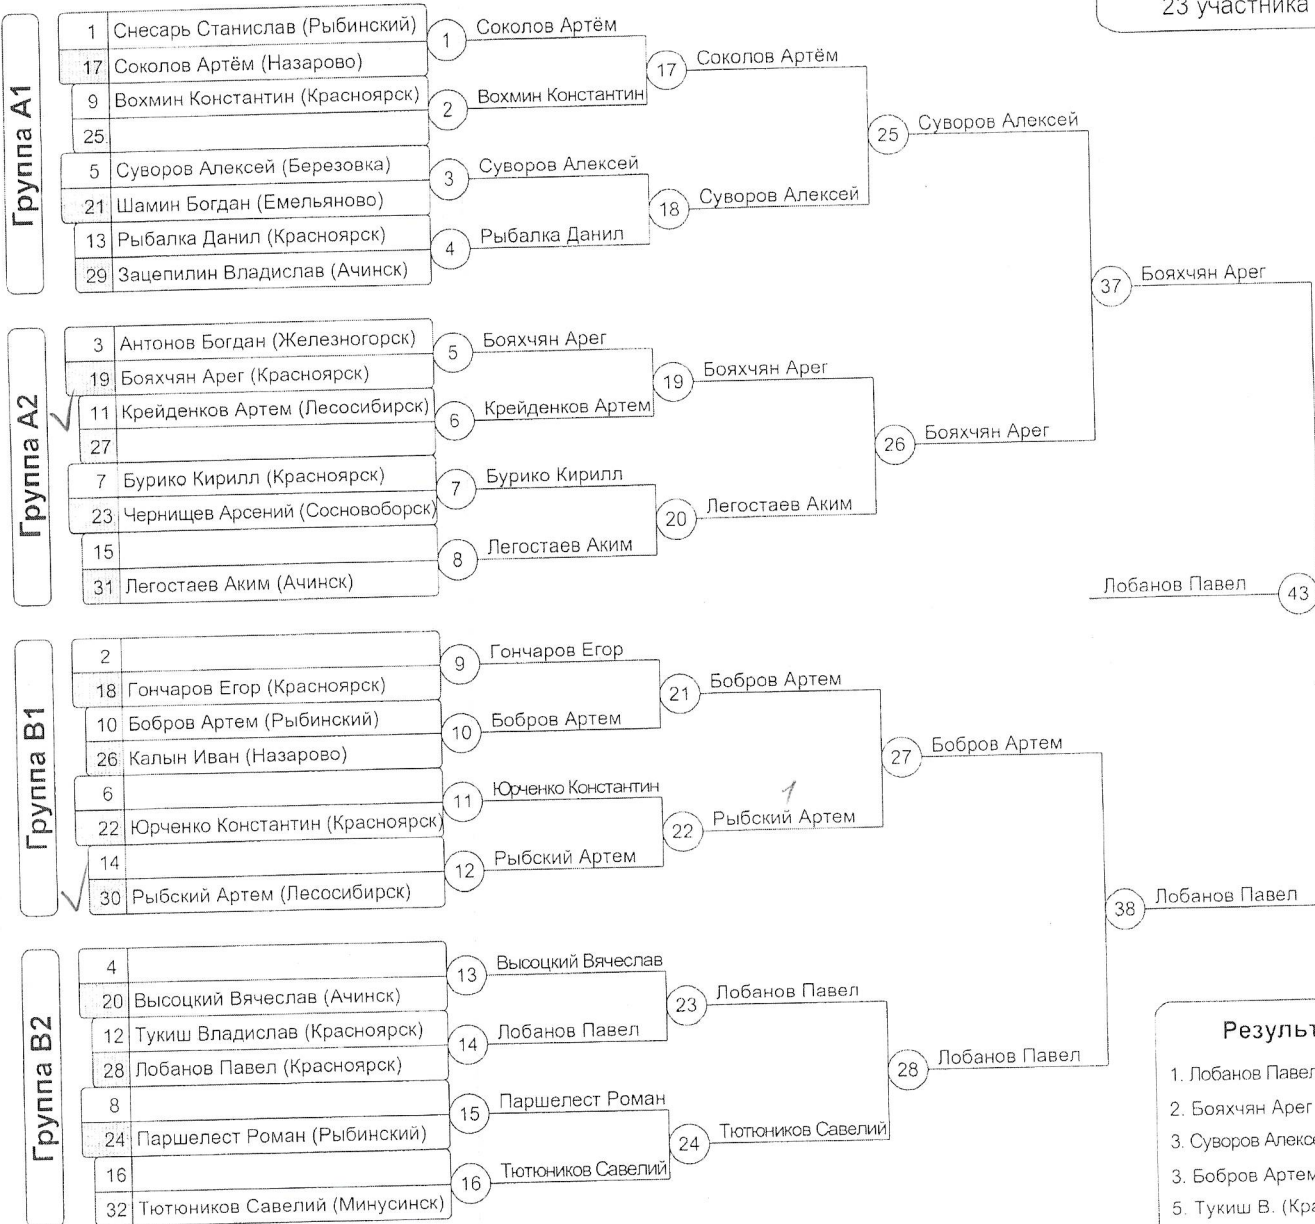 23 участника
Группа А1
1 Снесарь Станислав (Рыбинский)
17 Соколов Артём (Назарово)
9 Вохмин Константин (Красноярск)
25
5 Суворов Алексей (Березовка)
21 Шамин Богдан (Емельяново)
13 Рыбалка Данил (Красноярск)
29 Зацепилин Владислав (Ачинск)
1 Соколов Артём
2 Вохмин Константин
3 Суворов Алексей
4 Рыбалка Данил
17 Соколов Артём
18 Суворов Алексей
25 Суворов Алексей
Группа А2
3 Антонов Богдан (Железногорск)
19 Бояхчян Арег (Красноярск)
11 Крейденков Артем (Лесосибирск)
27
7 Бурико Кирилл (Красноярск)
23 Чернищев Арсений (Сосновоборск)
15
31 Легостаев Аким (Ачинск)
5 Бояхчян Арег
6 Крейденков Артем
7 Бурико Кирилл
8 Легостаев Аким
19 Бояхчян Арег
20 Легостаев Аким
26 Бояхчян Арег
37 Бояхчян Арег
Лобанов Павел 43
Группа В1
2
18 Гончаров Егор (Красноярск)
10 Бобров Артем (Рыбинский)
26 Калын Иван (Назарово)
6
22 Юрченко Константин (Красноярск)
14
30 Рыбский Артем (Лесосибирск)
9 Гончаров Егор
10 Бобров Артем
11 Юрченко Константин
12 Рыбский Артем
21 Бобров Артем
1
22 Рыбский Артем
27 Бобров Артем
Группа В2
4
20 Высоцкий Вячеслав (Ачинск)
12 Тукиш Владислав (Красноярск)
28 Лобанов Павел (Красноярск)
8
24 Паршелест Роман (Рыбинский)
16
32 Тютюников Савелий (Минусинск)
13 Высоцкий Вячеслав
14 Лобанов Павел
15 Паршелест Роман
16 Тютюников Савелий
23 Лобанов Павел
24 Тютюников Савелий
28 Лобанов Павел
38 Лобанов Павел
Результ
1. Лобанов Павел
2. Бояхчян Арег
3. Суворов Алексе
3. Бобров Артем
5. Тукиш В. (Кра